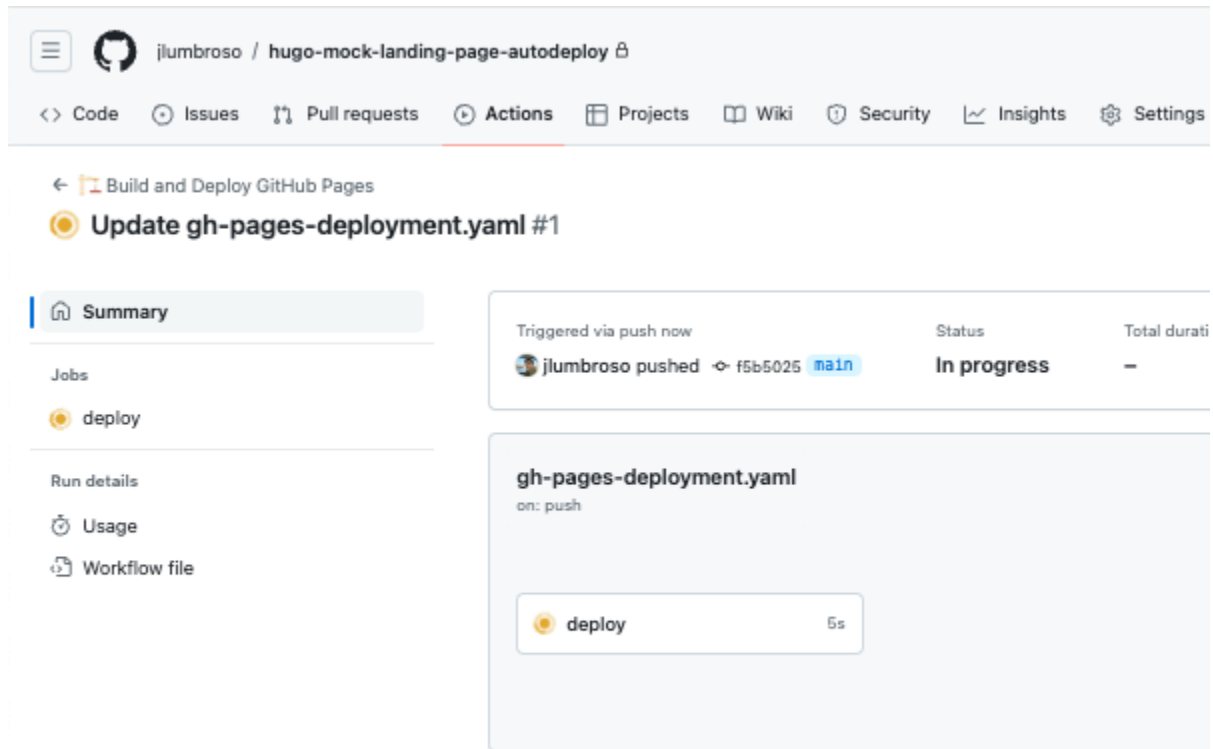 jlumbroso / hugo-mock-landing-page-autodeploy
Code Issues Pull requests Actions Projects Wiki Security Insights Settings
Build and Deploy GitHub Pages
Update gh-pages-deployment.yaml #1
Summary
Jobs
deploy
Run details
Usage
Workflow file
Triggered via push now
jlumbroso pushed f5b5025 main
Status
In progress
Total durati
–
gh-pages-deployment.yaml
on: push
deploy 5s